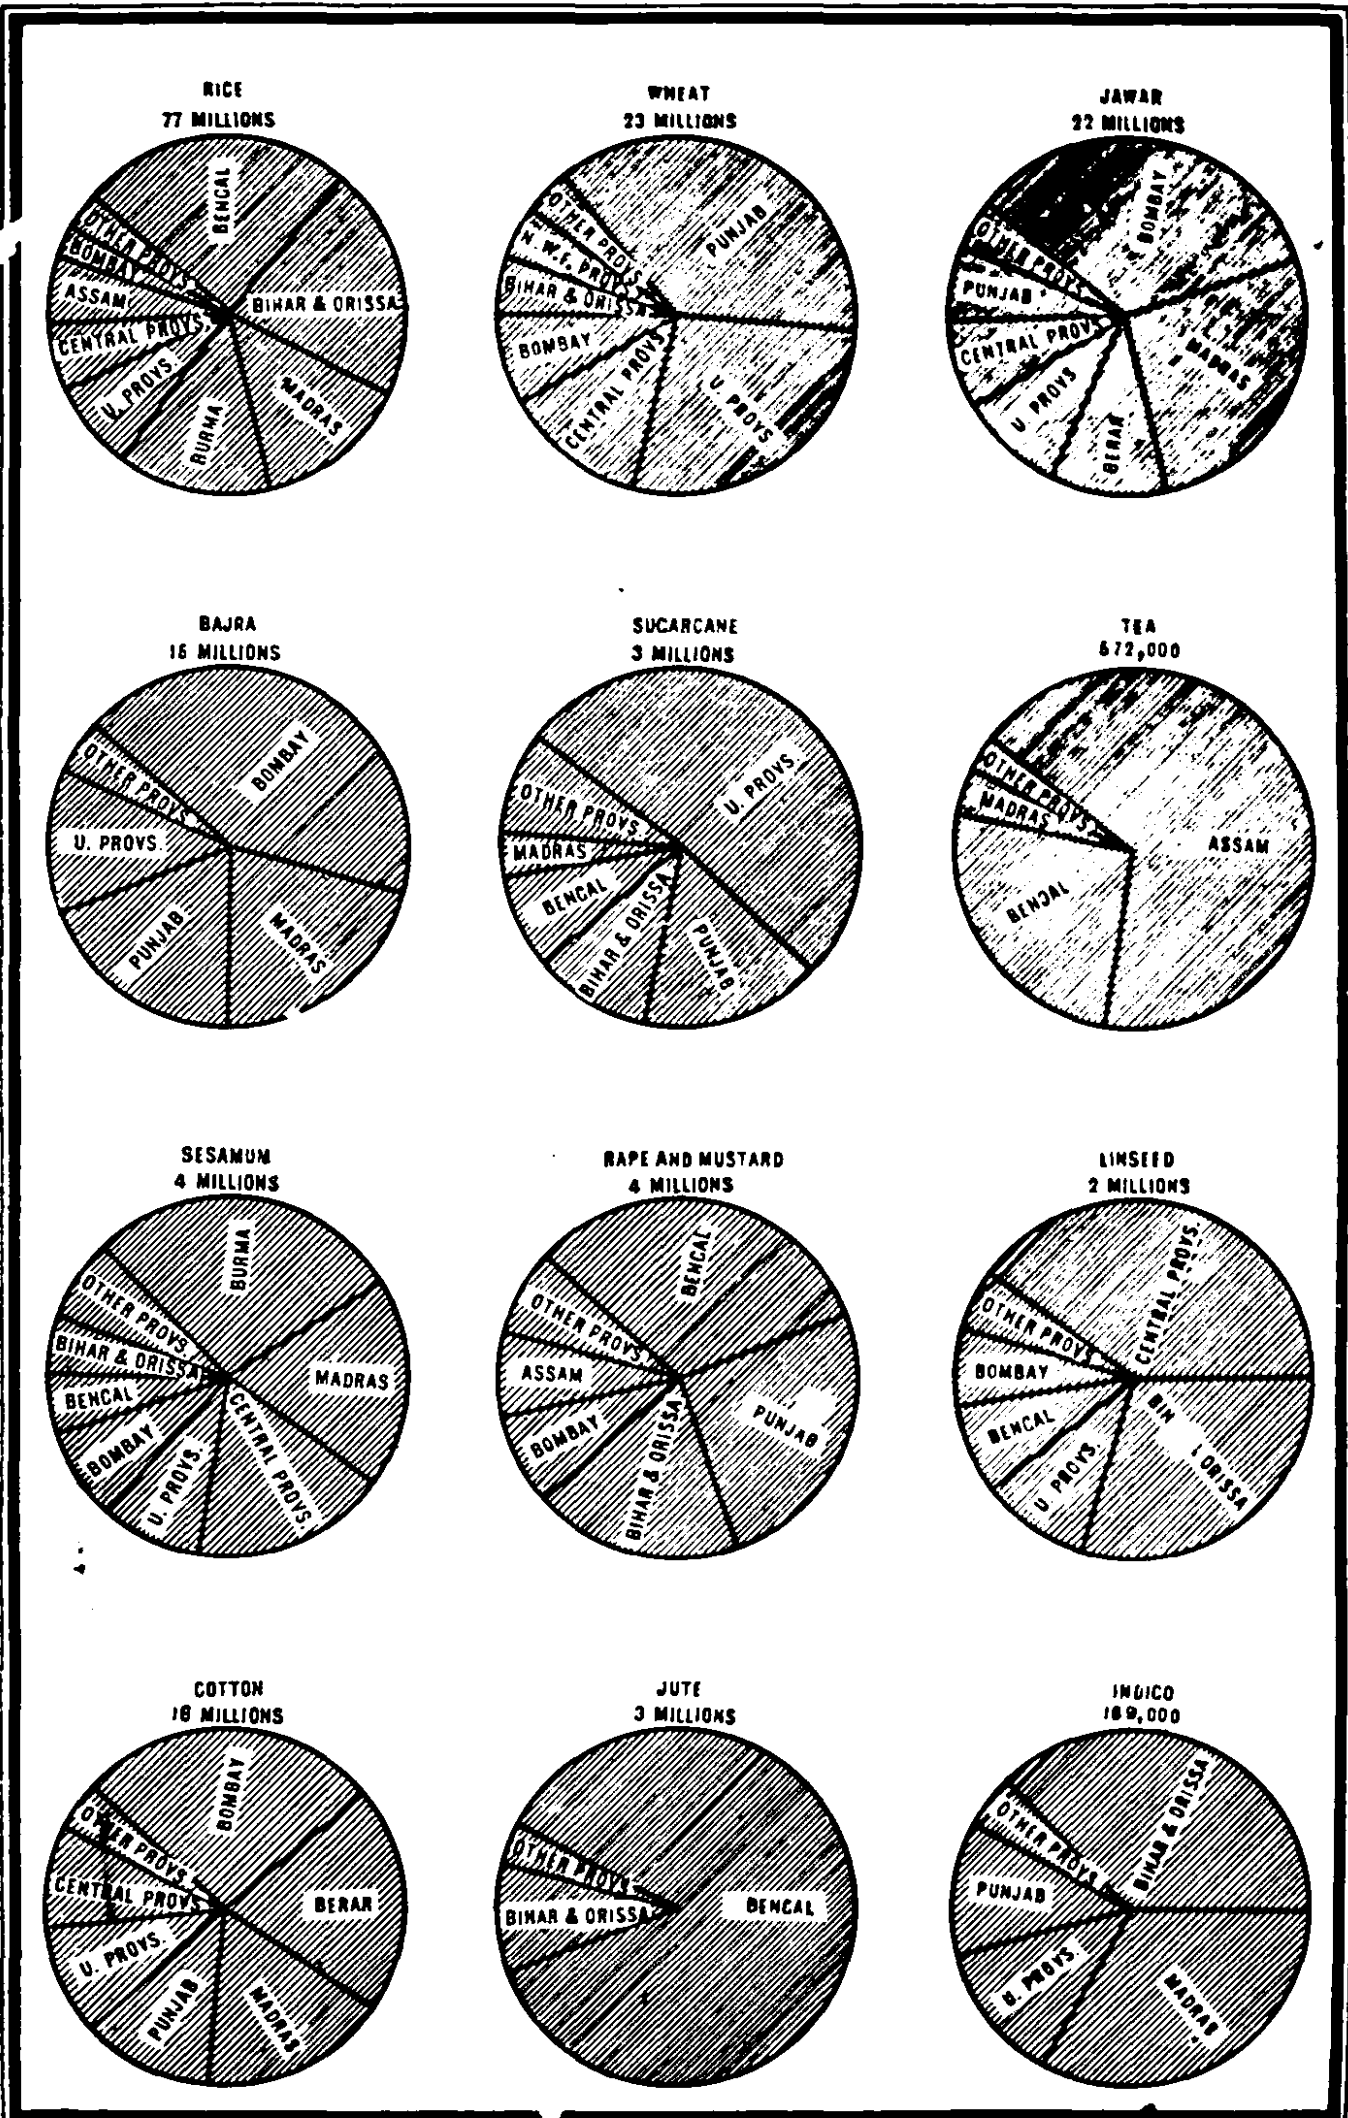 RICE
77 MILLIONS
BENGAL
BIHAR & ORISSA
MADRAS
BURMA
U. PROVS.
CENTRAL PROVS.
ASSAM
BOMBAY
OTHER PROVS.
WHEAT
23 MILLIONS
PUNJAB
U PROVS
CENTRAL PROVS
BOMBAY
BIHAR & ORISSA
N.W.F. PROVS
OTHER PROVS
JAWAR
22 MILLIONS
BOMBAY
MADRAS
BERAR
U PROVS
CENTRAL PROVS
PUNJAB
OTHER PROVS
BAJRA
MILLIONS
BOMBAY
MADRAS
PUNJAB
U. PROVS.
OTHER PROVS
SUGARCANE
3 MILLIONS
U. PROVS.
PUNJAB
BIHAR & ORISSA
BENGAL
MADRAS
OTHER PROVS.
TEA
ASSAM
BENGAL
MADRAS
OTHER PROVS
SESAMUM
4 MILLIONS
BURMA
MADRAS
CENTRAL PROVS.
U. PROVS.
BOMBAY
BENGAL
BIHAR & ORISSA
OTHER PROVS.
RAPE AND MUSTARD
4 MILLIONS
BENGAL
PUNJAB
BIHAR & ORISSA
BOMBAY
ASSAM
OTHER PROVS
LINSEED
2 MILLIONS
CENTRAL PROVS.
ORISSA
U PROVS.
BENGAL
BOMBAY
OTHER PROVS
COTTON
MILLIONS
BOMBAY
BERAR
MADRAS
PUNJAB
U. PROVS.
CENTRAL PROVS
OTHER PROVS.
JUTE
3 MILLIONS
BENGAL
BIHAR & ORISSA
OTHER PROVS.
INDIGO
169,000
BIHAR & ORISSA
MADRAS
U. PROVS.
PUNJAB
OTHER PROVS